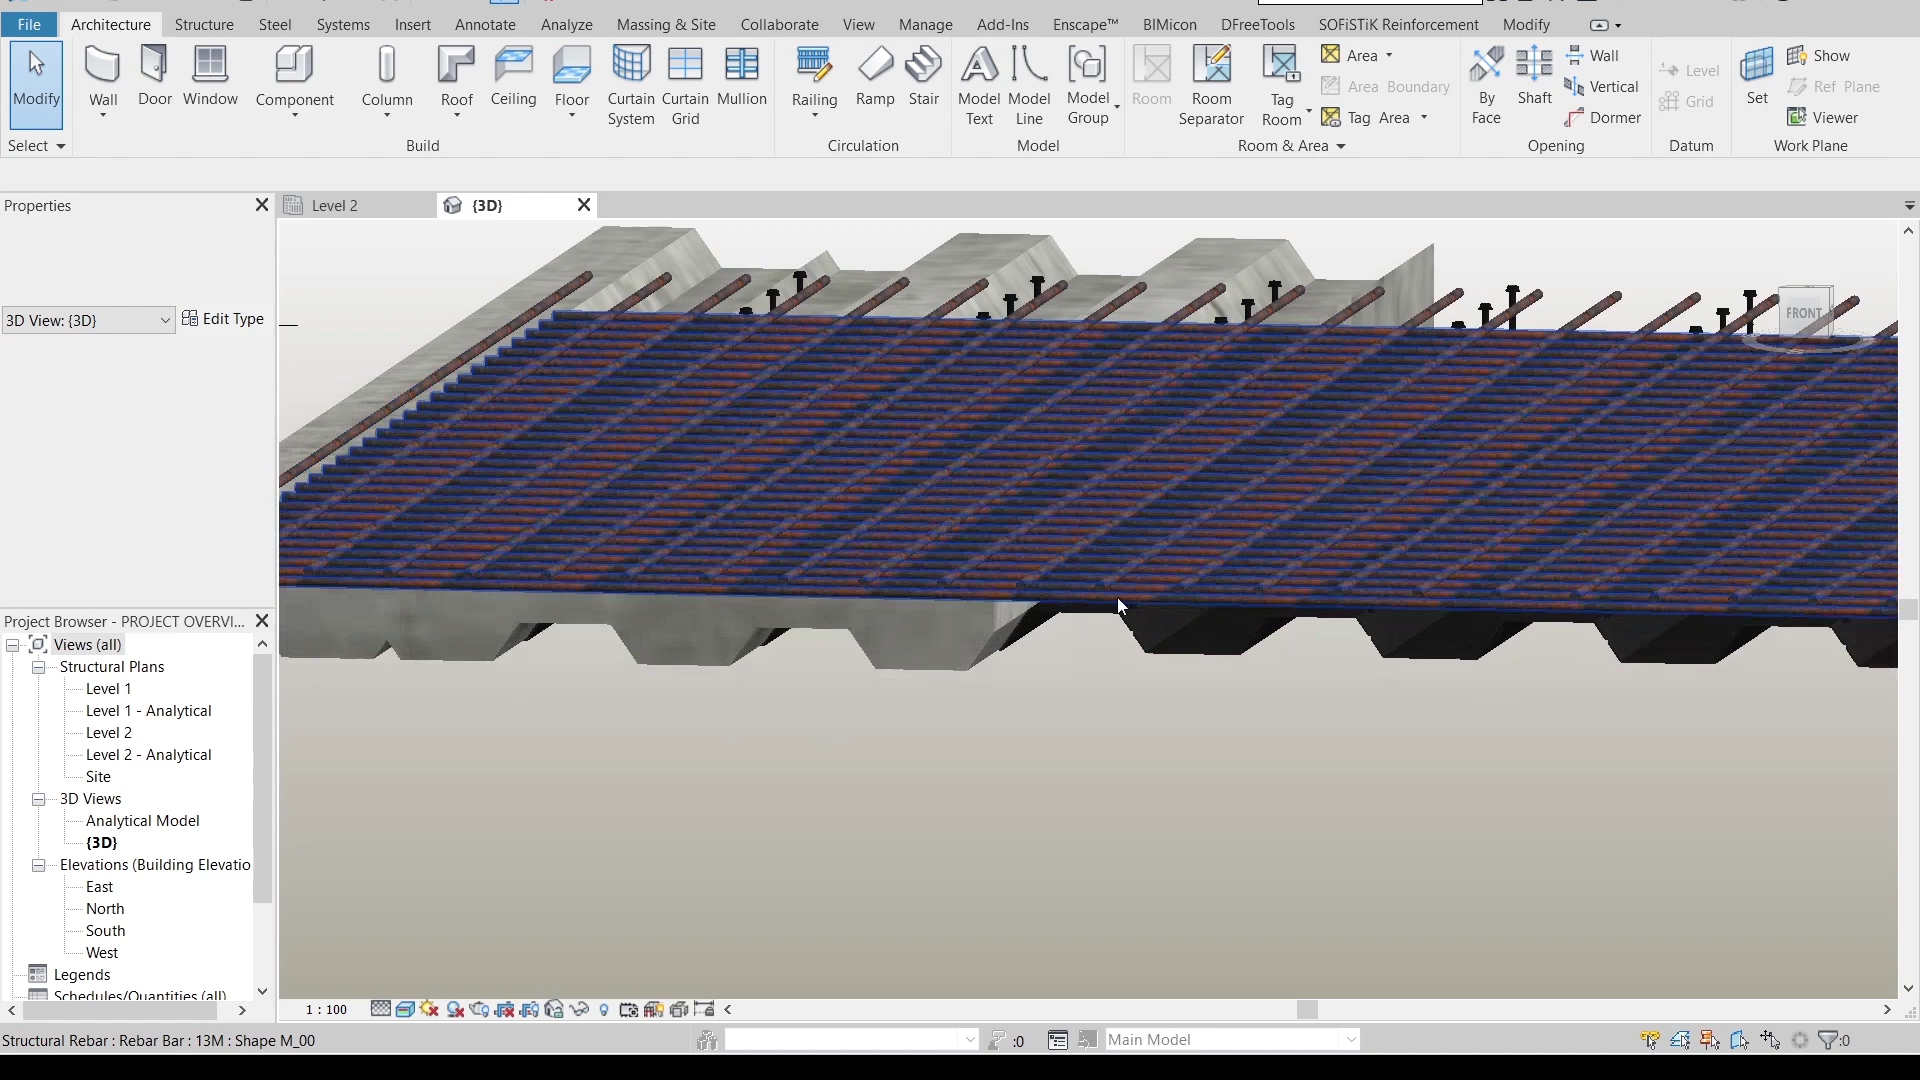 File Architecture Structure Steel Systems Insert Annotate Analyze Massing & Site Collaborate View Manage Add-Ins Enscape™ BIMicon DFreeTools SOFiSTiK Reinforcement Modify
Modify Wall Door Window Component Column Roof Ceiling Floor Curtain System Curtain Grid Mullion Railing Ramp Stair Model Text Model Line Model Group Room Room Separator Tag Room Area Area Boundary Tag Area By Face Shaft Wall Vertical Dormer Level Grid Set Show Ref Plane Viewer
Select Build Circulation Model Room & Area Opening Datum Work Plane
Properties
Level 2 {3D}
3D View: {3D} Edit Type
FRONT
Project Browser - PROJECT OVERVI...
Views (all)
Structural Plans
Level 1
Level 1 - Analytical
Level 2
Level 2 - Analytical
Site
3D Views
Analytical Model
{3D}
Elevations (Building Elevatio
East
North
South
West
Legends
Schedules/Quantities (all)
1 : 100
Structural Rebar : Rebar Bar : 13M : Shape M_00 :0 Main Model :0